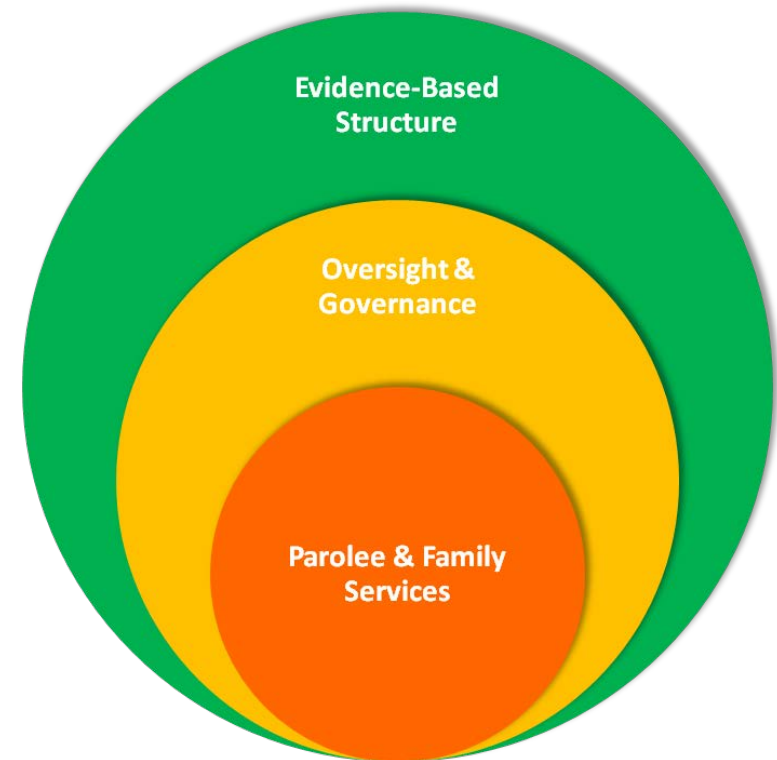 Evidence-Based
Structure
Oversight &
Governance
Parolee & Family
Services